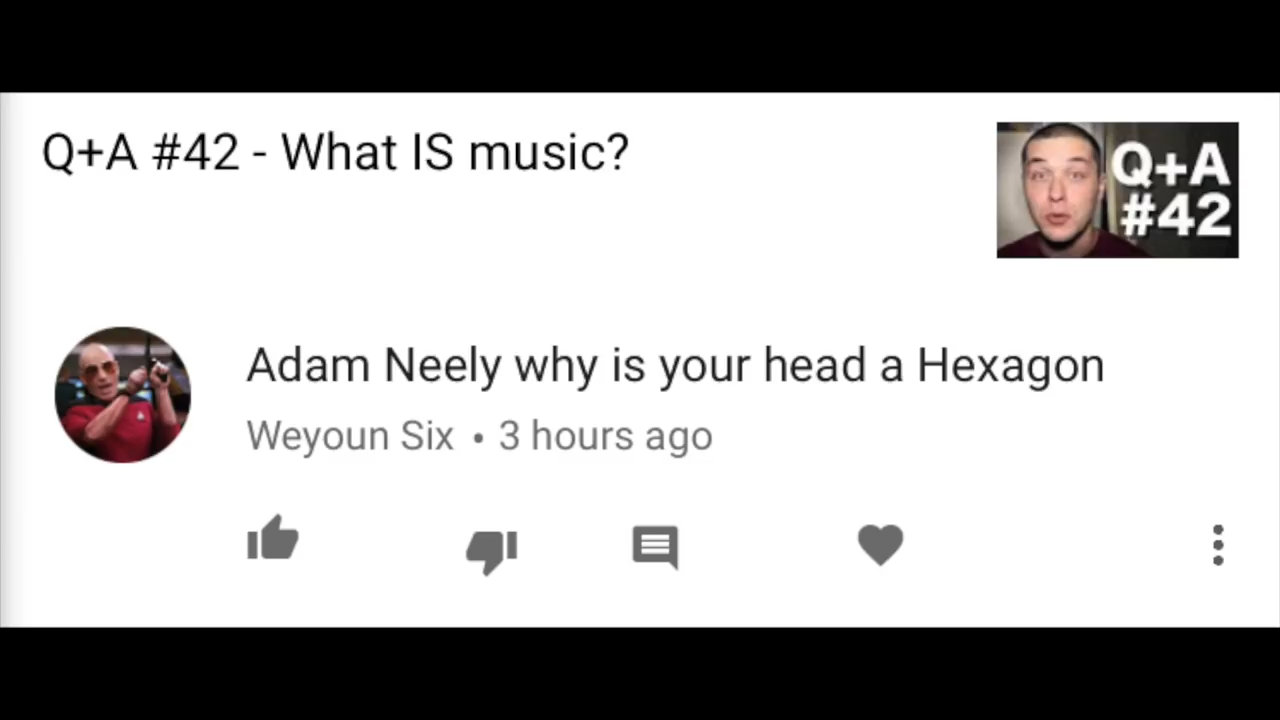 Q+A #42 - What IS music?
Q+A
#42
Adam Neely why is your head a Hexagon
Weyoun Six • 3 hours ago